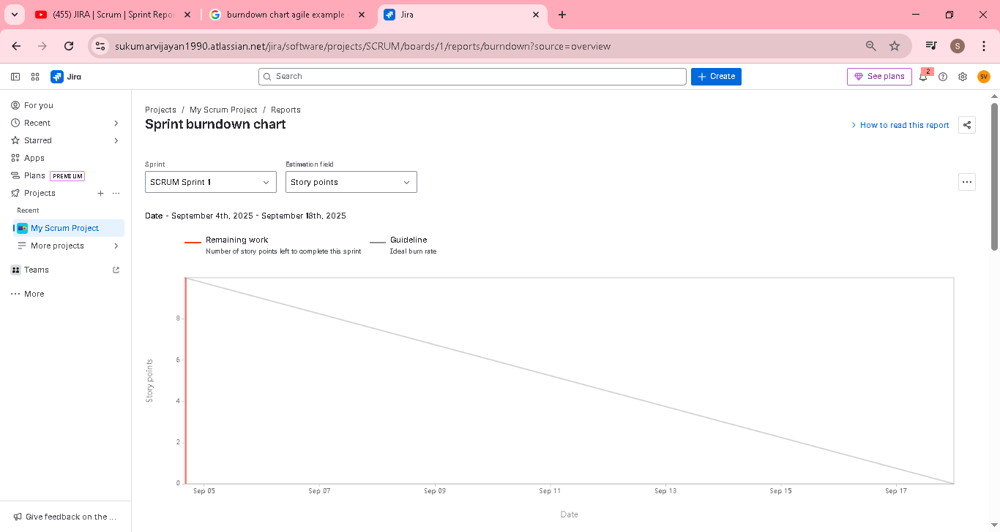 (455) JIRA | Scrum | Sprint Repo
burndown chart agile example
Jira
sukumarvijayan1990.atlassian.net/jira/software/projects/SCRUM/boards/1/reports/burndown?source=overview
S
Jira
Search
Create
See plans
2
SV
For you
Recent
Starred
Apps
Plans PREMIUM
Projects
Recent
My Scrum Project
More projects
Teams
More
Give feedback on the ...
Projects / My Scrum Project / Reports
Sprint burndown chart
How to read this report
Sprint
Estimation field
SCRUM Sprint 1
Story points
Date - September 4th, 2025 - September 18th, 2025
Remaining work
Number of story points left to complete this sprint
Guideline
Ideal burn rate
Story points
8
6
4
2
0
Sep 05 Sep 07 Sep 09 Sep 11 Sep 13 Sep 15 Sep 17
Date